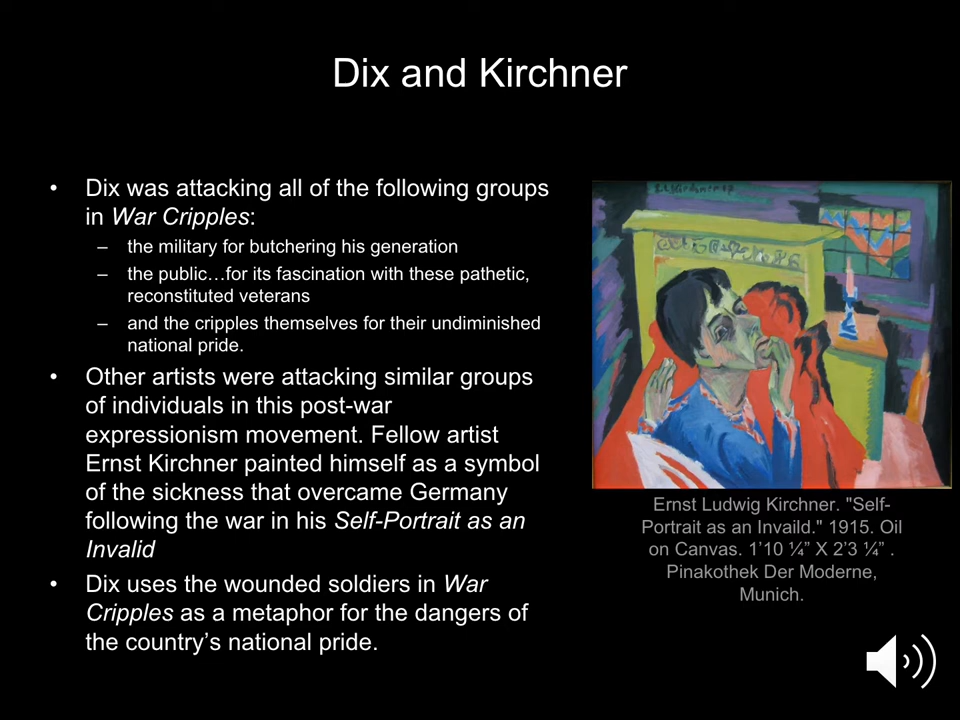 Dix and Kirchner
• Dix was attacking all of the following groups
in War Cripples:
– the military for butchering his generation
– the public…for its fascination with these pathetic,
reconstituted veterans
– and the cripples themselves for their undiminished
national pride.
• Other artists were attacking similar groups
of individuals in this post-war
expressionism movement. Fellow artist
Ernst Kirchner painted himself as a symbol
of the sickness that overcame Germany
following the war in his Self-Portrait as an
Invalid
• Dix uses the wounded soldiers in War
Cripples as a metaphor for the dangers of
the country’s national pride.
Ernst Ludwig Kirchner. "Self-
Portrait as an Invaild." 1915. Oil
on Canvas. 1’10 ¼” X 2’3 ¼” .
Pinakothek Der Moderne,
Munich.